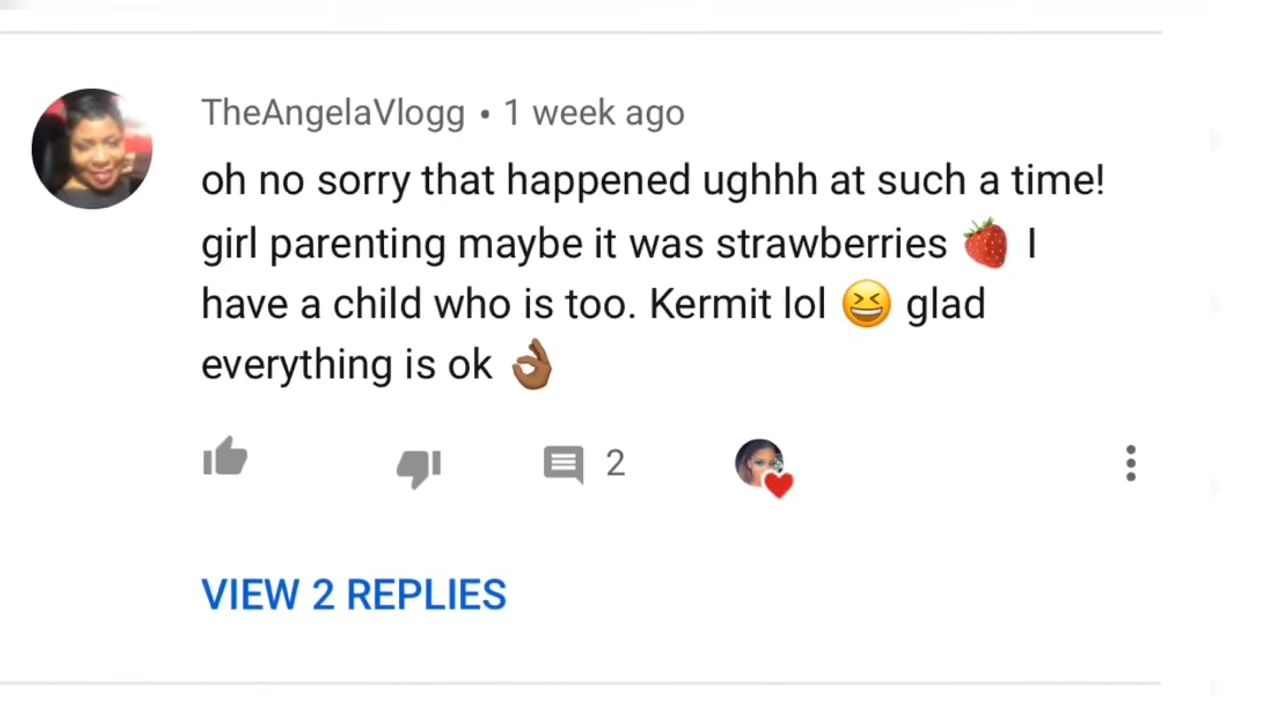 TheAngelaVlogg • 1 week ago
oh no sorry that happened ughhh at such a time!
girl parenting maybe it was strawberries 🍓 I
have a child who is too. Kermit lol 😆 glad
everything is ok 👌🏾
2
VIEW 2 REPLIES